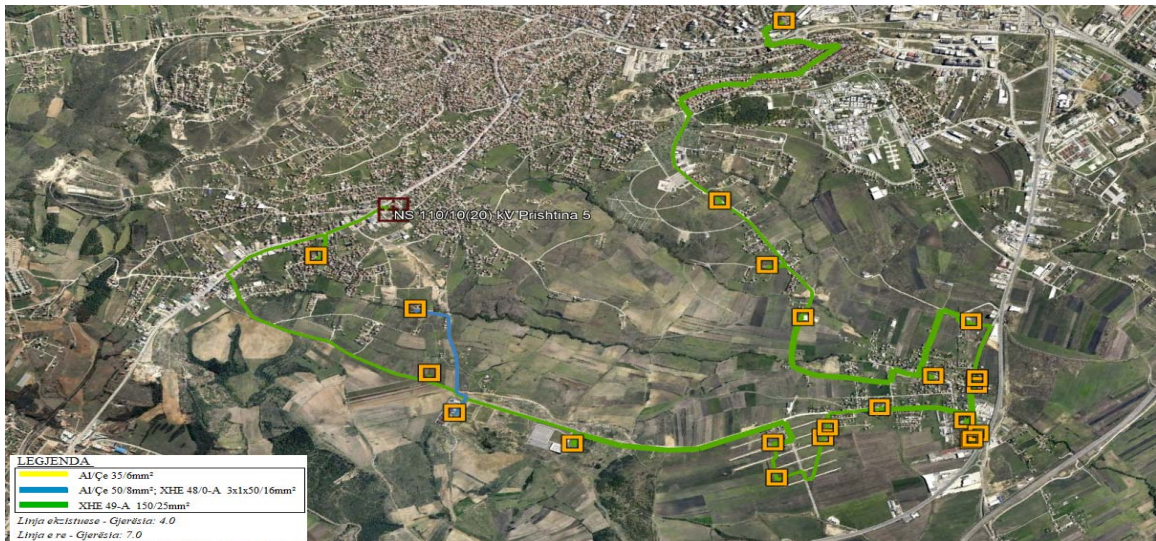 NS 110/10(20) kV Prishtina 5
LEGJENDA
Al/Çe 35/6mm²
Al/Çe 50/8mm²; XHE 48/0-A 3x1x50/16mm²
XHE 49-A 150/25mm²
Linja ekzistuese - Gjerësia: 4.0
Linja e re - Gjerësia: 7.0